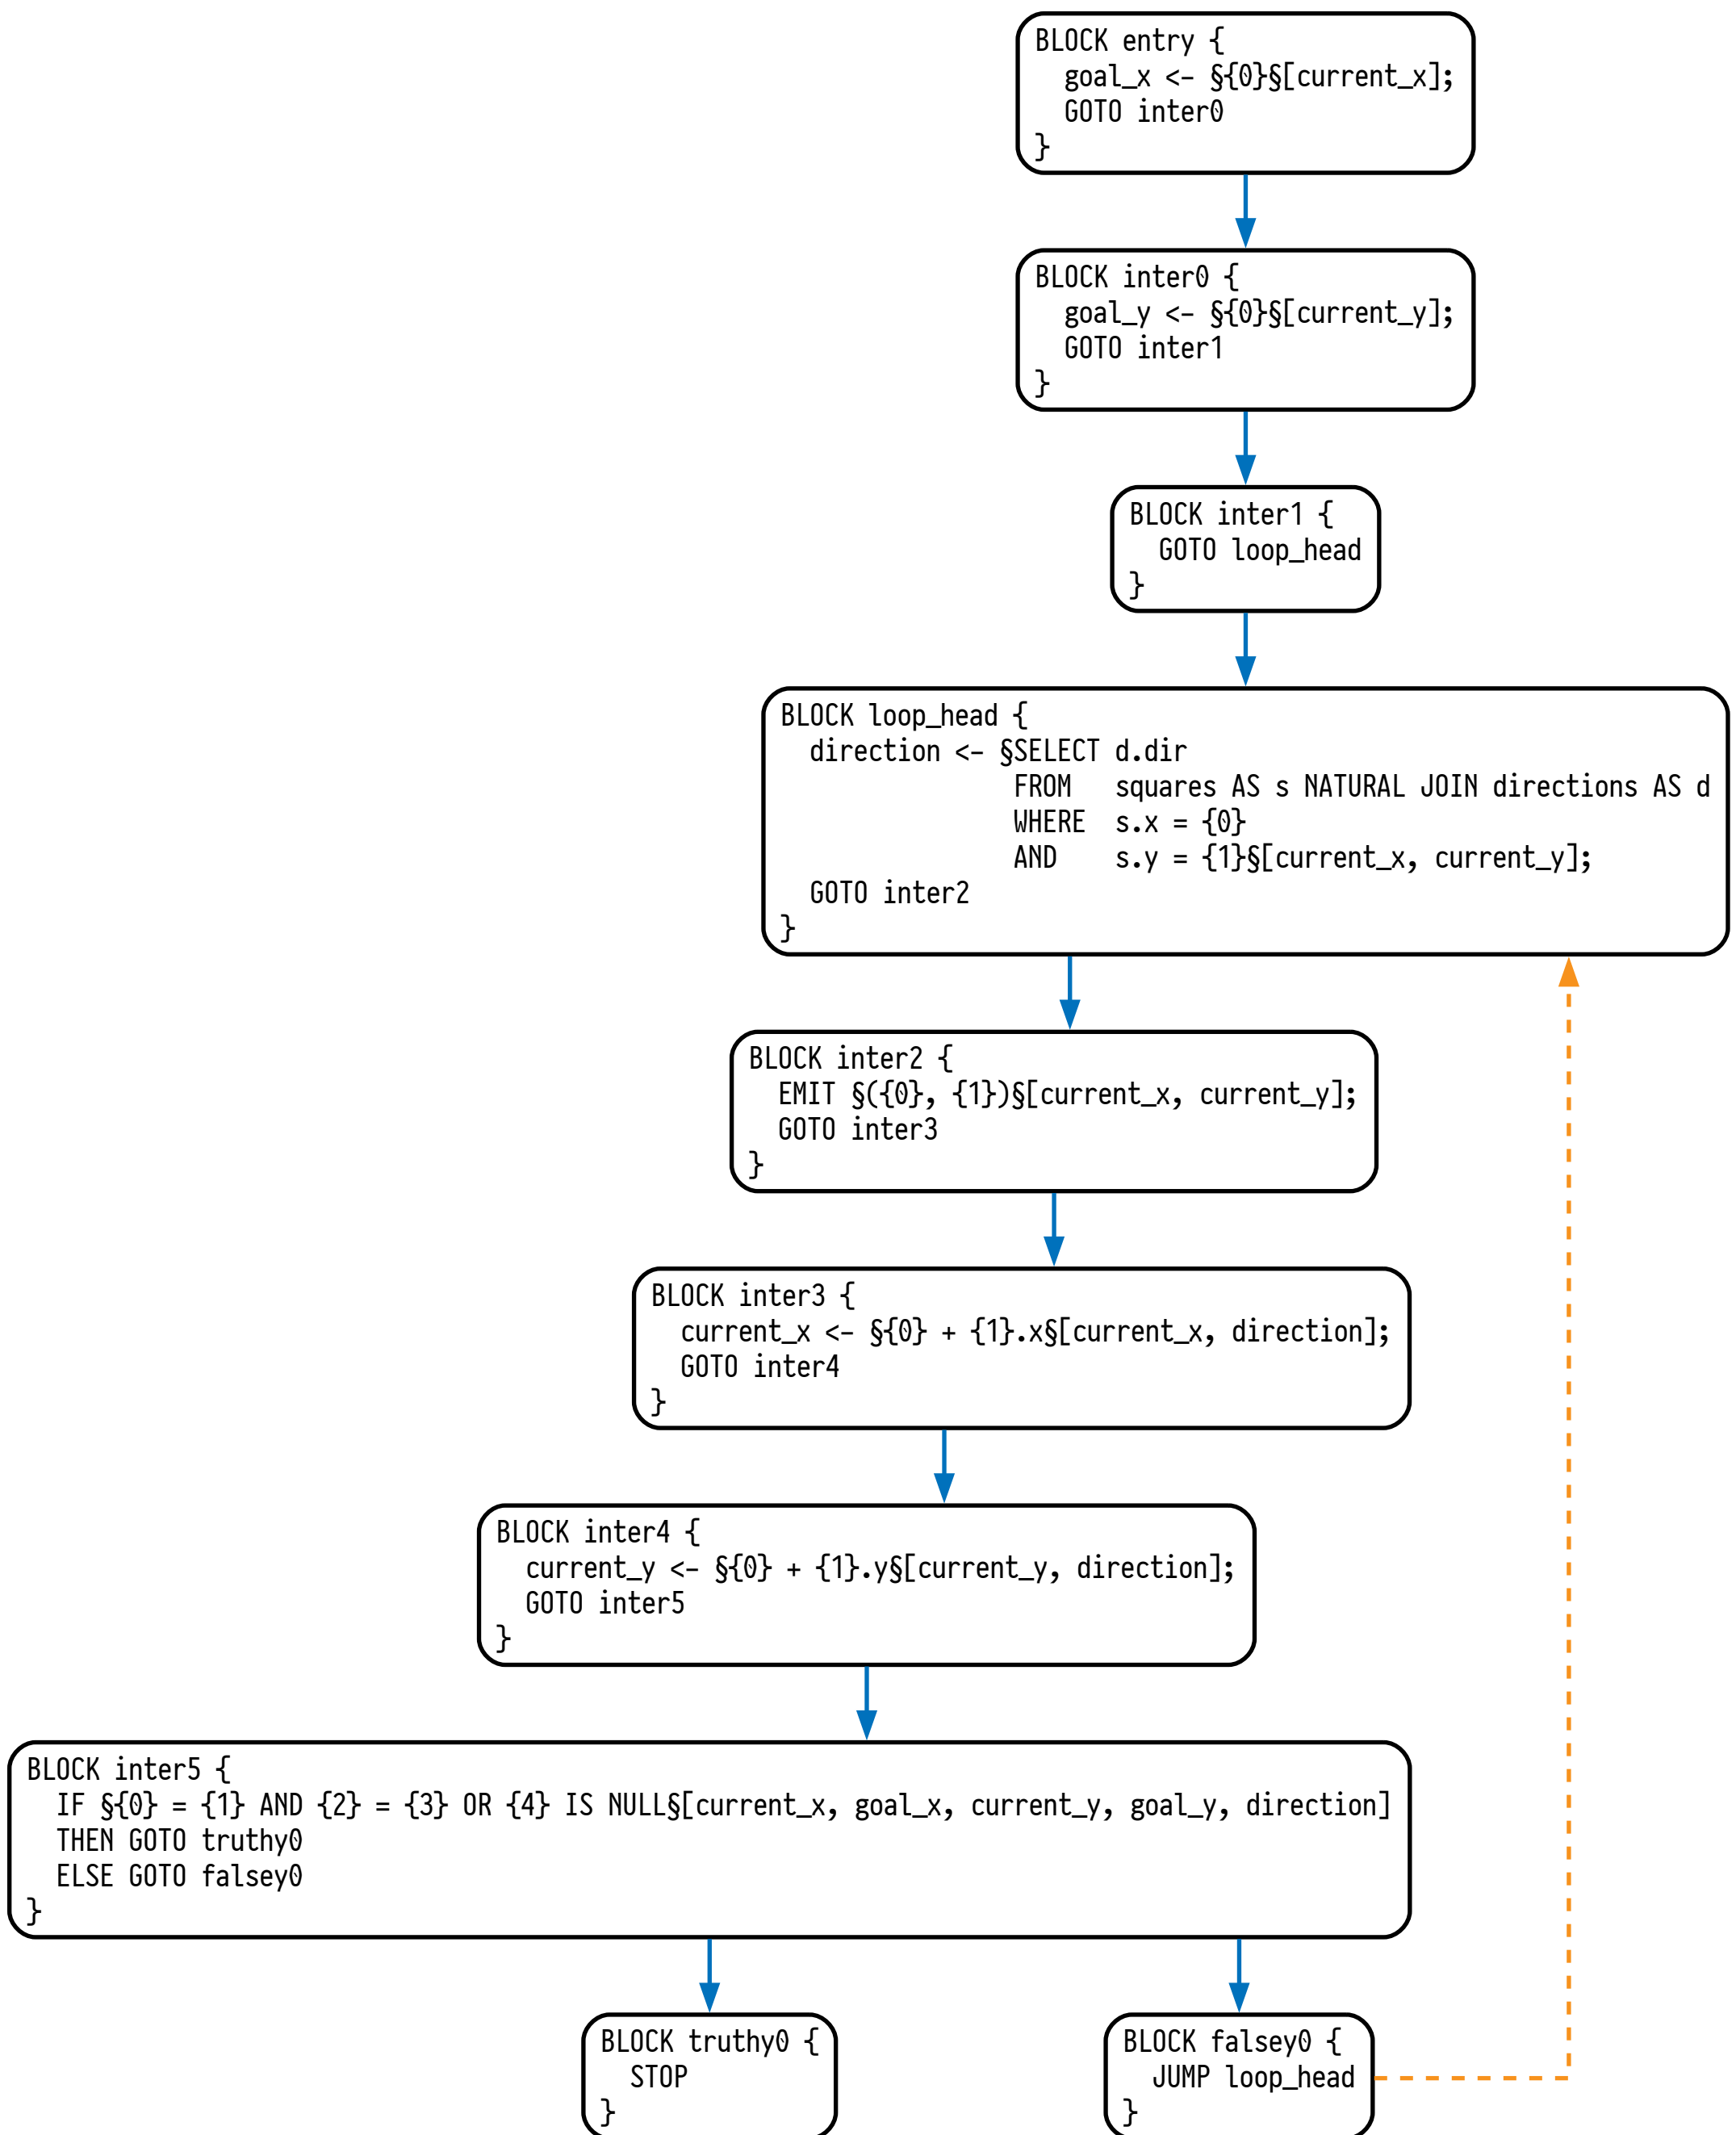 BLOCK entry {
  goal_x <- §{0}§[current_x];
  GOTO inter0
}
BLOCK inter0 {
  goal_y <- §{0}§[current_y];
  GOTO inter1
}
BLOCK inter1 {
  GOTO loop_head
}
BLOCK loop_head {
  direction <- §SELECT d.dir
                FROM   squares AS s NATURAL JOIN directions AS d
                WHERE  s.x = {0}
                AND    s.y = {1}§[current_x, current_y];
  GOTO inter2
}
BLOCK inter2 {
  EMIT §({0}, {1})§[current_x, current_y];
  GOTO inter3
}
BLOCK inter3 {
  current_x <- §{0} + {1}.x§[current_x, direction];
  GOTO inter4
}
BLOCK inter4 {
  current_y <- §{0} + {1}.y§[current_y, direction];
  GOTO inter5
}
BLOCK inter5 {
  IF §{0} = {1} AND {2} = {3} OR {4} IS NULL§[current_x, goal_x, current_y, goal_y, direction]
  THEN GOTO truthy0
  ELSE GOTO falsey0
}
BLOCK truthy0 {
  STOP
}
BLOCK falsey0 {
  JUMP loop_head
}